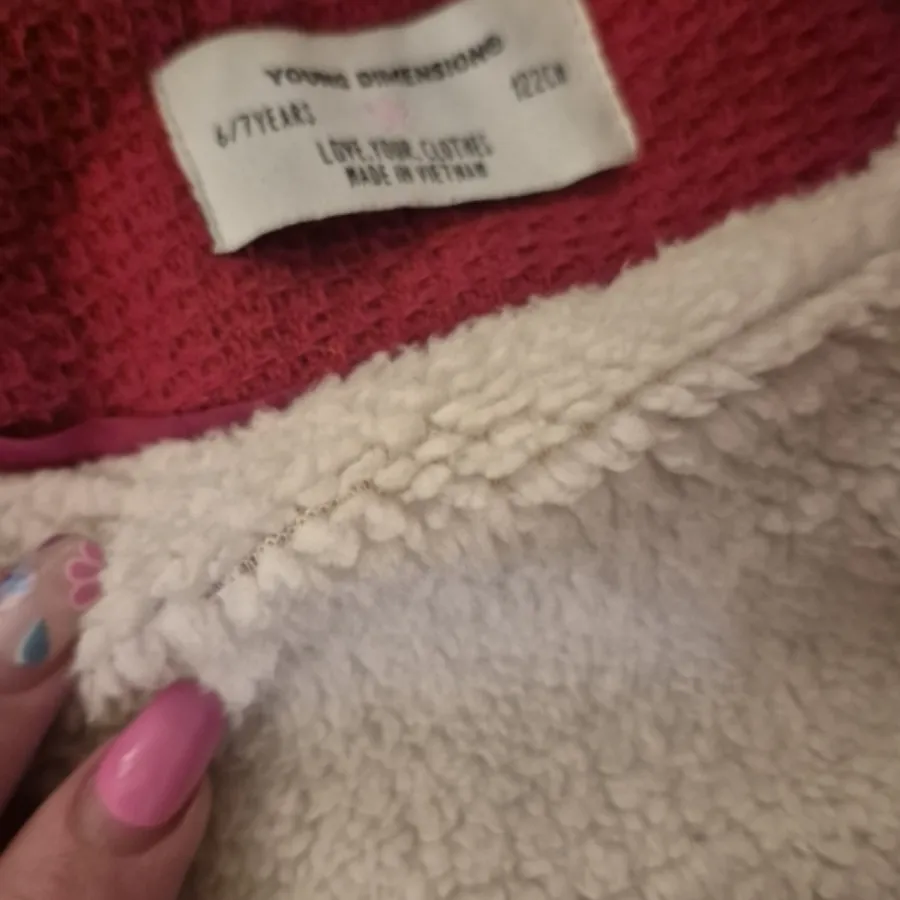 YOUNG DIMENSION®
6/7YEARS 122CM
LOVE.YOUR.CLOTHES
MADE IN VIETNAM